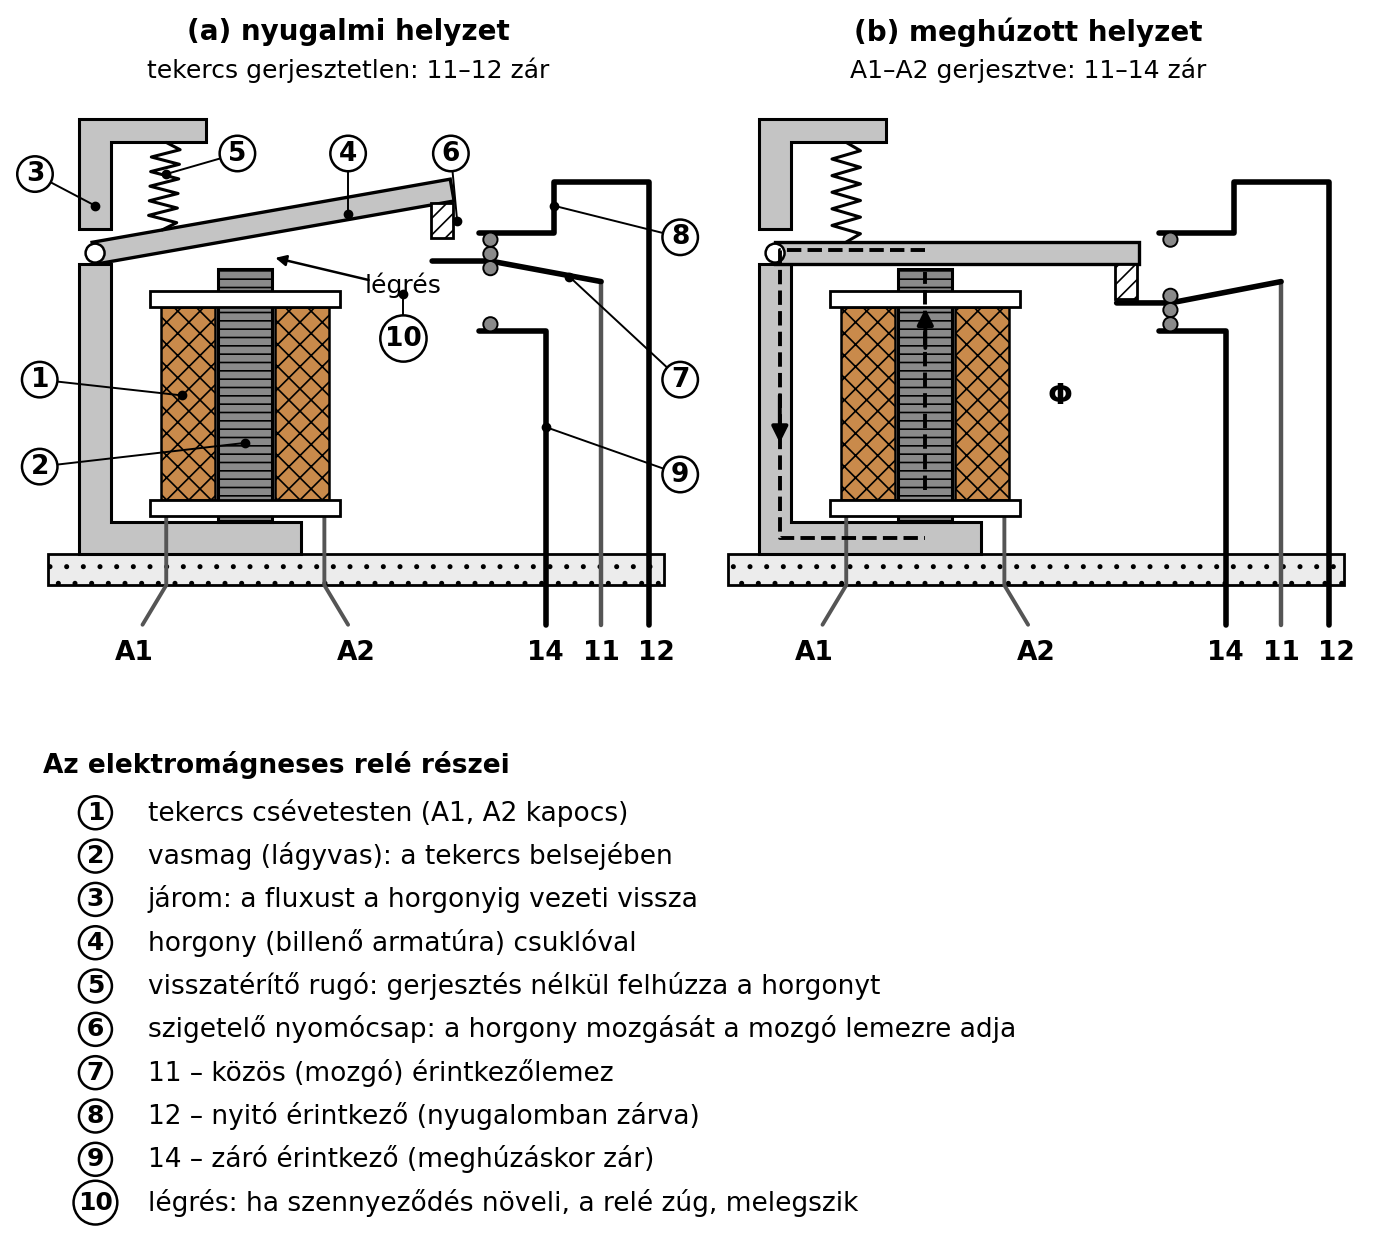 (a) nyugalmi helyzet
tekercs gerjesztetlen: 11–12 zár
(b) meghúzott helyzet
A1–A2 gerjesztve: 11–14 zár
3
5
4
6
8
légrés
10
1
7
2
9
Φ
A1
A2
14
11
12
A1
A2
14
11
12
Az elektromágneses relé részei
1 tekercs csévetesten (A1, A2 kapocs)
2 vasmag (lágyvas): a tekercs belsejében
3 járom: a fluxust a horgonyig vezeti vissza
4 horgony (billenő armatúra) csuklóval
5 visszatérítő rugó: gerjesztés nélkül felhúzza a horgonyt
6 szigetelő nyomócsap: a horgony mozgását a mozgó lemezre adja
7 11 – közös (mozgó) érintkezőlemez
8 12 – nyitó érintkező (nyugalomban zárva)
9 14 – záró érintkező (meghúzáskor zár)
10 légrés: ha szennyeződés növeli, a relé zúg, melegszik